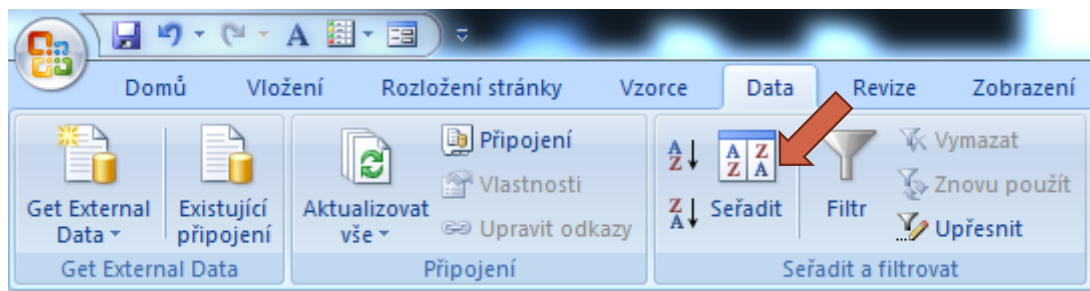 A
Domů Vložení Rozložení stránky Vzorce Data Revize Zobrazení
Get External
Data
Existující
připojení
Get External Data
Aktualizovat
vše
Připojení
Vlastnosti
Upravit odkazy
Připojení
A
Z
Z
A
A Z
Z A
Seřadit
Filtr
Vymazat
Znovu použít
Upřesnit
Seřadit a filtrovat